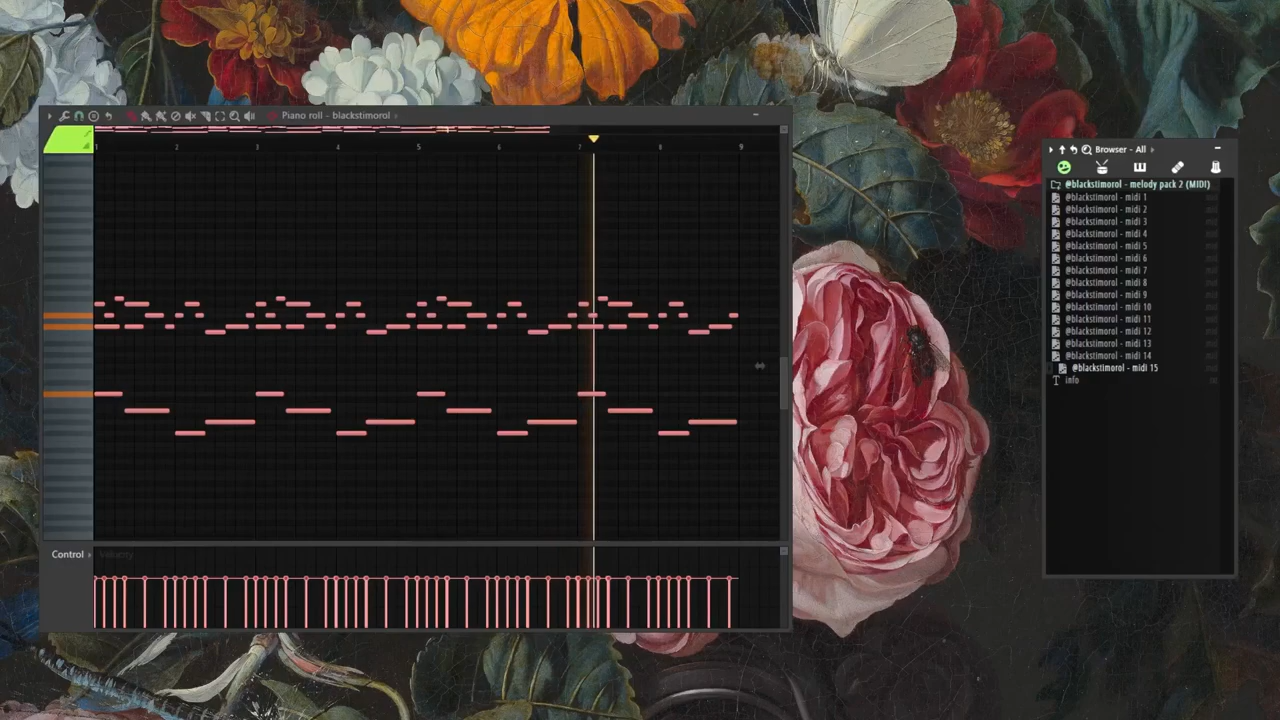 Piano roll - blackstimorol
1 2 3 4 5 6 7 8 9
Control
Velocity
Browser - All
@blackstimorol - melody pack 2 (MIDI)
@blackstimorol - midi 1
@blackstimorol - midi 2
@blackstimorol - midi 3
@blackstimorol - midi 4
@blackstimorol - midi 5
@blackstimorol - midi 6
@blackstimorol - midi 7
@blackstimorol - midi 8
@blackstimorol - midi 9
@blackstimorol - midi 10
@blackstimorol - midi 11
@blackstimorol - midi 12
@blackstimorol - midi 13
@blackstimorol - midi 14
@blackstimorol - midi 15
info